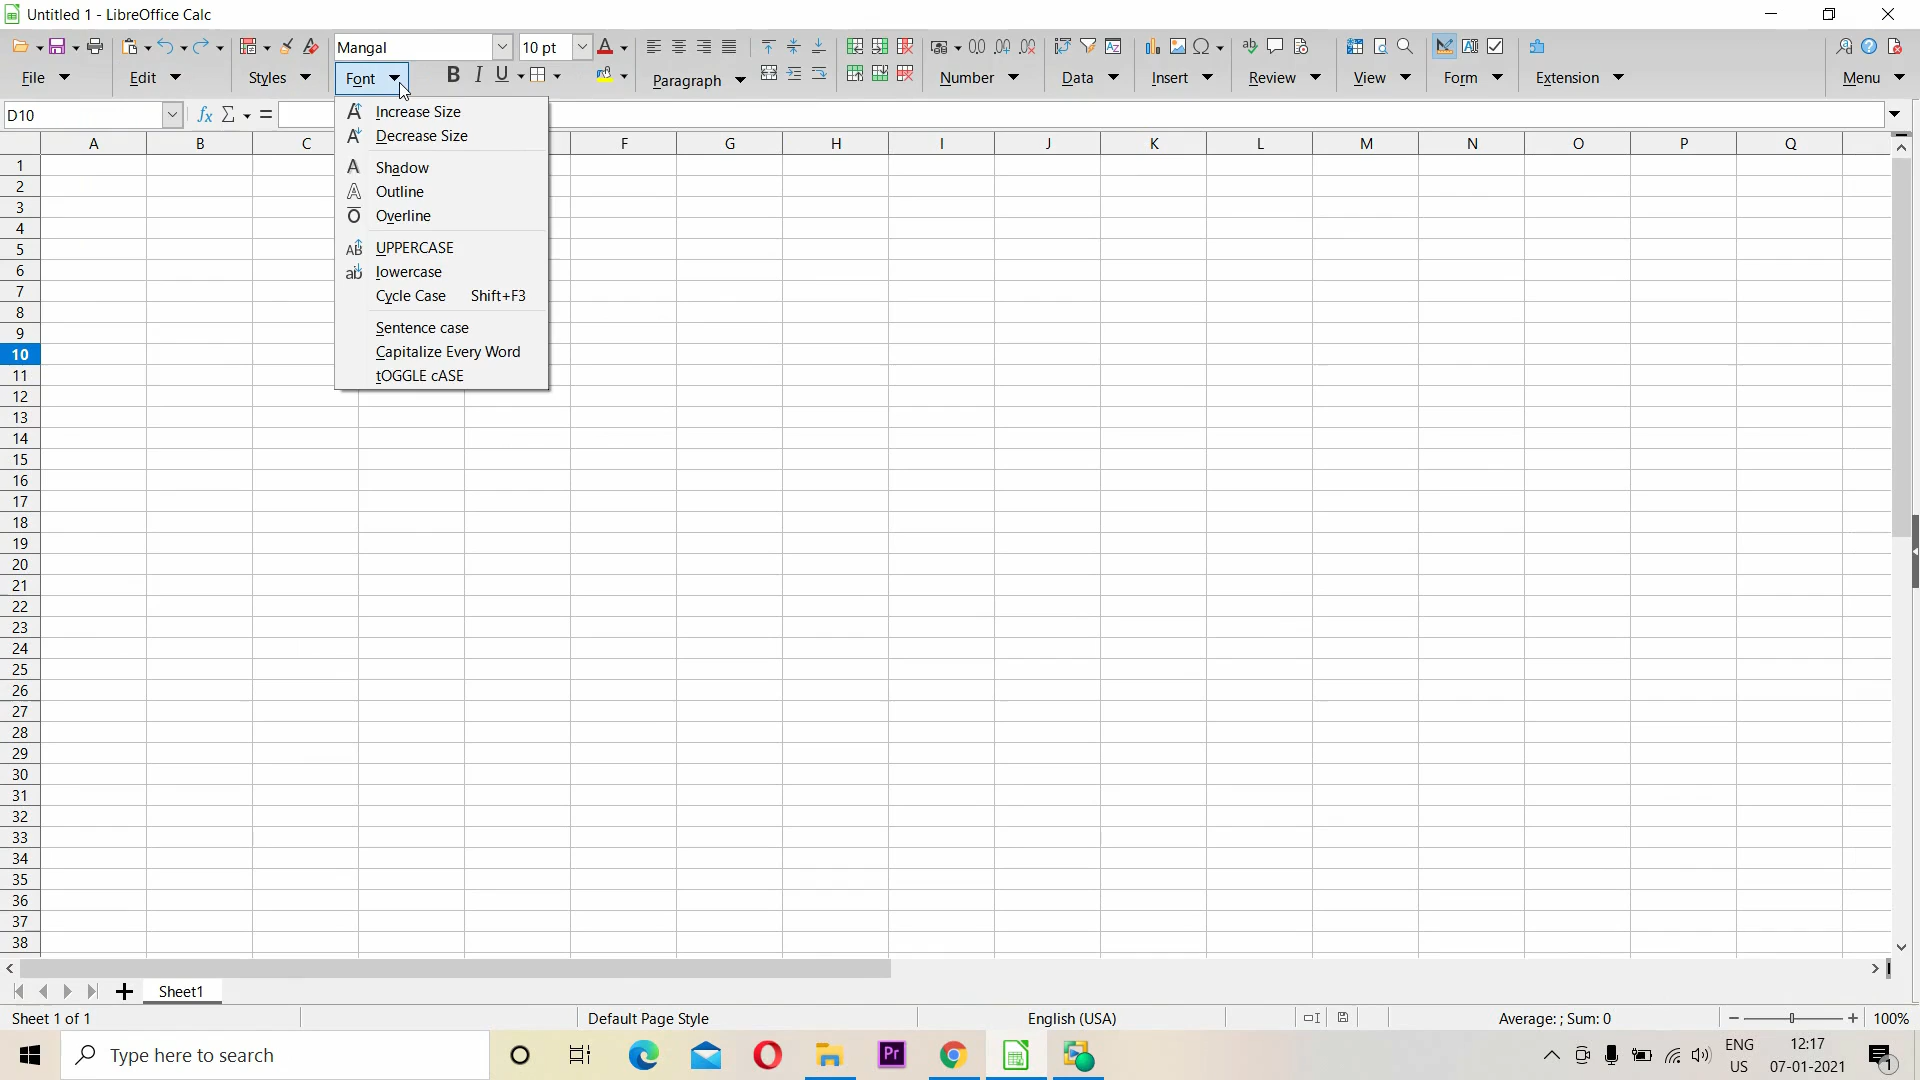 Untitled 1 - LibreOffice Calc
Mangal 10 pt
File Edit Styles Font B I U Paragraph Number Data Insert Review View Form Extension Menu
D10
A B C F G H I J K L M N O P Q
Increase Size
Decrease Size
Shadow
Outline
Overline
UPPERCASE
lowercase
Cycle Case Shift+F3
Sentence case
Capitalize Every Word
tOGGLE cASE
1
2
3
4
5
6
7
8
9
10
11
12
13
14
15
16
17
18
19
20
21
22
23
24
25
26
27
28
29
30
31
32
33
34
35
36
37
38
Sheet1
Sheet 1 of 1 Default Page Style English (USA) Average: ; Sum: 0 100%
Type here to search
Pr
ENG
US
12:17
07-01-2021
1